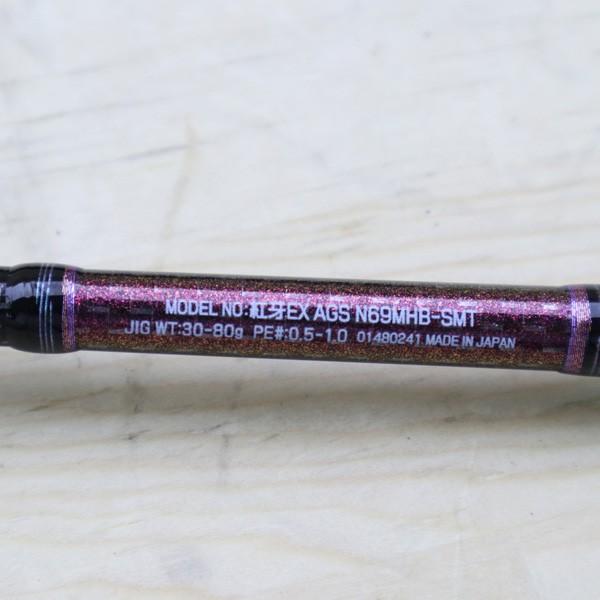 MODEL NO:紅牙EX AGS N69MHB-SMT
JIG WT:30-80g PE#:0.5-1.0 01480241 MADE IN JAPAN